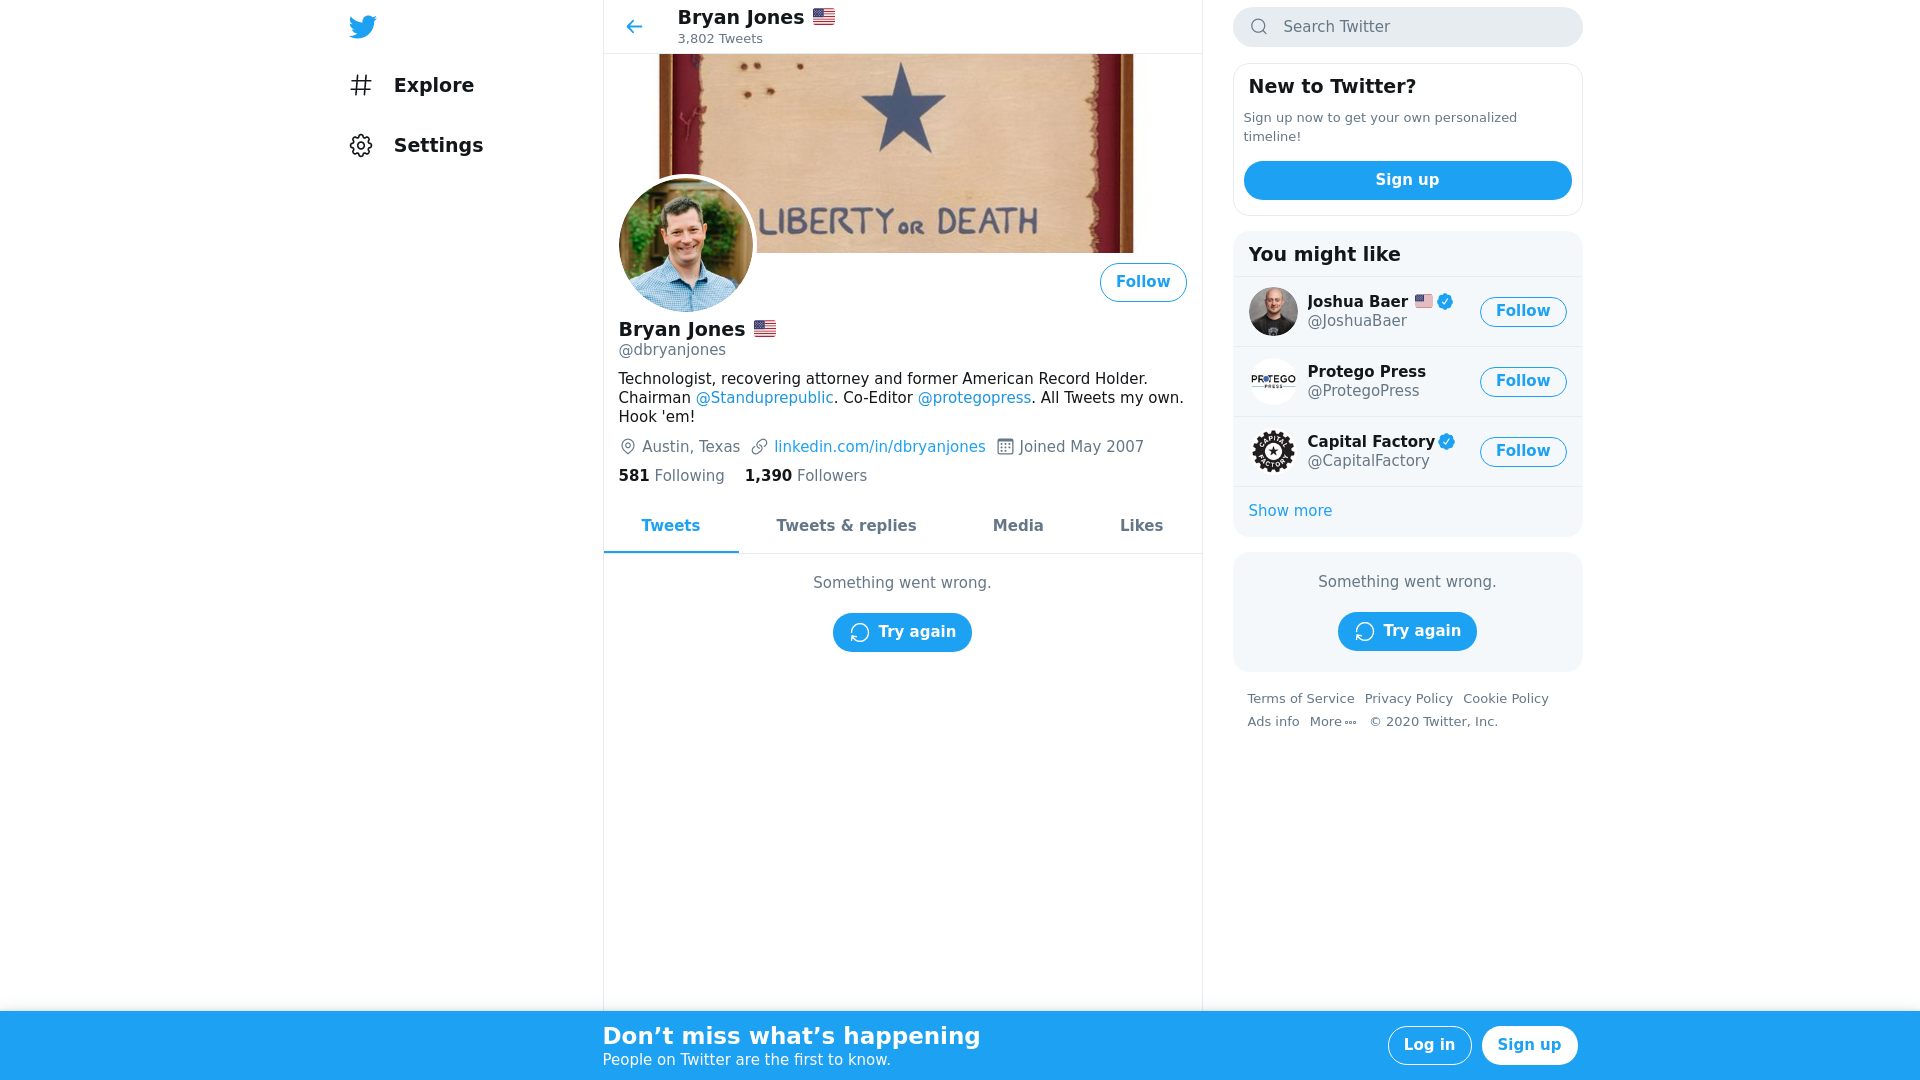 Explore
Settings
Bryan Jones
3,802 Tweets
LIBERTY OR DEATH
Follow
Bryan Jones
@dbryanjones
Technologist, recovering attorney and former American Record Holder.
Chairman @Standuprepublic. Co-Editor @protegopress. All Tweets my own.
Hook 'em!
Austin, Texas linkedin.com/in/dbryanjones Joined May 2007
581 Following 1,390 Followers
Tweets Tweets & replies Media Likes
Something went wrong.
Try again
Search Twitter
New to Twitter?
Sign up now to get your own personalized
timeline!
Sign up
You might like
Joshua Baer
@JoshuaBaer
Follow
PROTEGO
PRESS
Protego Press
@ProtegoPress
Follow
CAPITAL
FACTORY
Capital Factory
@CapitalFactory
Follow
Show more
Something went wrong.
Try again
Terms of Service Privacy Policy Cookie Policy
Ads info More © 2020 Twitter, Inc.
Don’t miss what’s happening
People on Twitter are the first to know.
Log in
Sign up